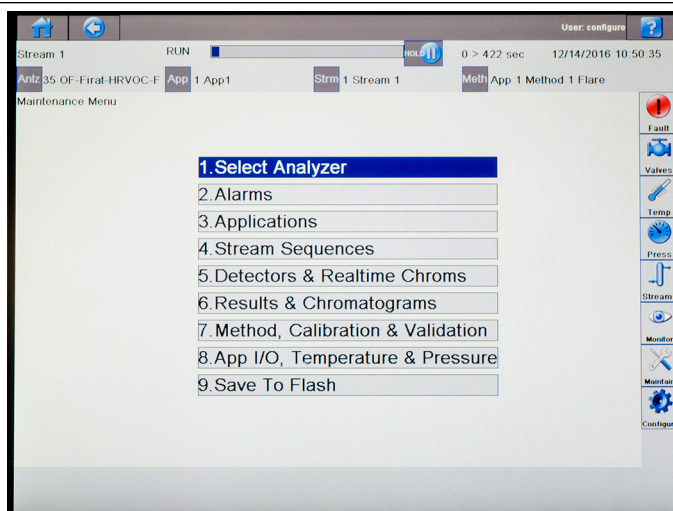 User: configure
?
Stream 1 RUN HOLD 0 > 422 sec 12/14/2016 10:50:35
Anlz 35 OF-Firat-HRVOC-F App 1 App1 Strm 1 Stream 1 Meth App 1 Method 1 Flare
Maintenance Menu
Fault
Valves
Temp
Press
Stream
Monitor
Maintain
Configur
1.Select Analyzer
2.Alarms
3.Applications
4.Stream Sequences
5.Detectors & Realtime Chroms
6.Results & Chromatograms
7.Method, Calibration & Validation
8.App I/O, Temperature & Pressure
9.Save To Flash